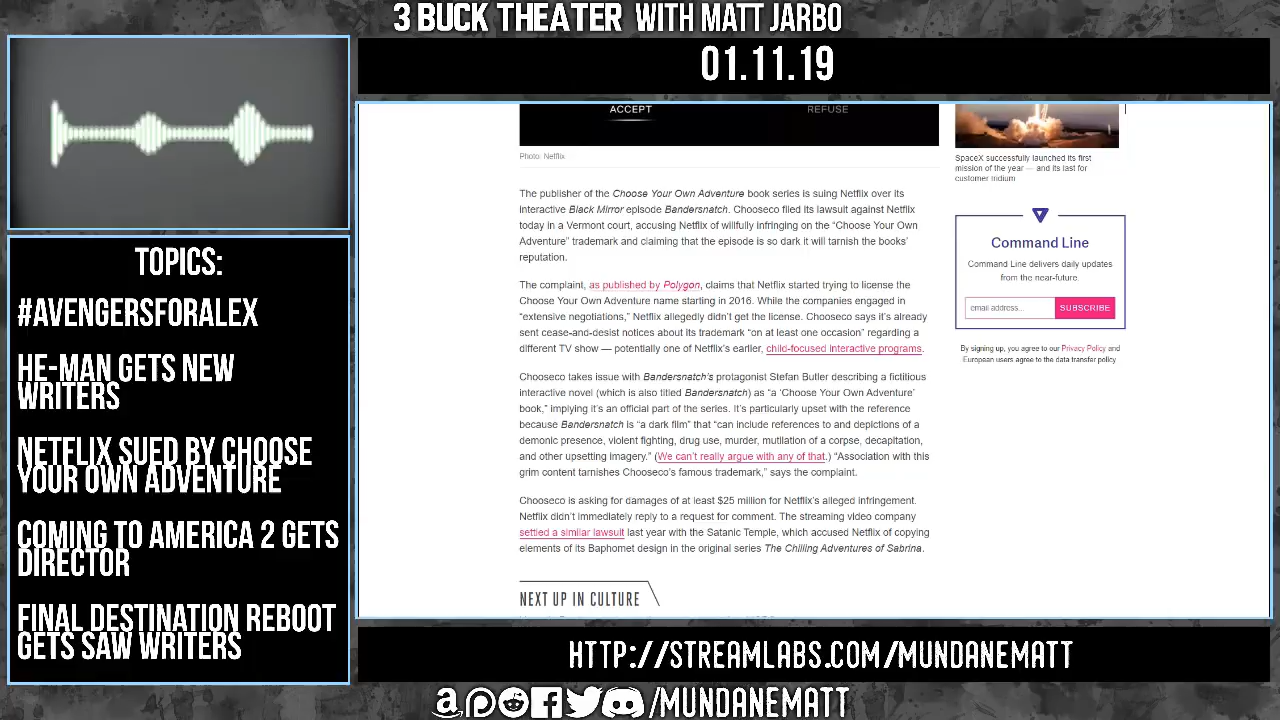 3 BUCK THEATER WITH MATT JARBO
01.11.19
TOPICS:
#AVENGERSFORALEX
HE-MAN GETS NEW
WRITERS
NETFLIX SUED BY CHOOSE
YOUR OWN ADVENTURE
COMING TO AMERICA 2 GETS
DIRECTOR
FINAL DESTINATION REBOOT
GETS SAW WRITERS
ACCEPT REFUSE
Photo: Netflix
The publisher of the Choose Your Own Adventure book series is suing Netflix over its
interactive Black Mirror episode Bandersnatch. Chooseco filed its lawsuit against Netflix
today in a Vermont court, accusing Netflix of willfully infringing on the “Choose Your Own
Adventure” trademark and claiming that the episode is so dark it will tarnish the books’
reputation.
The complaint, as published by Polygon, claims that Netflix started trying to license the
Choose Your Own Adventure name starting in 2016. While the companies engaged in
“extensive negotiations,” Netflix allegedly didn’t get the license. Chooseco says it’s already
sent cease-and-desist notices about its trademark “on at least one occasion” regarding a
different TV show — potentially one of Netflix’s earlier, child-focused interactive programs.
Chooseco takes issue with Bandersnatch’s protagonist Stefan Butler describing a fictitious
interactive novel (which is also titled Bandersnatch) as “a ‘Choose Your Own Adventure’
book,” implying it’s an official part of the series. It’s particularly upset with the reference
because Bandersnatch is “a dark film” that “can include references to and depictions of a
demonic presence, violent fighting, drug use, murder, mutilation of a corpse, decapitation,
and other upsetting imagery.” (We can’t really argue with any of that.) “Association with this
grim content tarnishes Chooseco’s famous trademark,” says the complaint.
Chooseco is asking for damages of at least $25 million for Netflix’s alleged infringement.
Netflix didn’t immediately reply to a request for comment. The streaming video company
settled a similar lawsuit last year with the Satanic Temple, which accused Netflix of copying
elements of its Baphomet design in the original series The Chilling Adventures of Sabrina.
NEXT UP IN CULTURE
SpaceX successfully launched its first
mission of the year — and its last for
customer Iridium
Command Line
Command Line delivers daily updates
from the near-future.
email address... SUBSCRIBE
By signing up, you agree to our Privacy Policy and
European users agree to the data transfer policy
HTTP://STREAMLABS.COM/MUNDANEMATT
/MUNDANEMATT